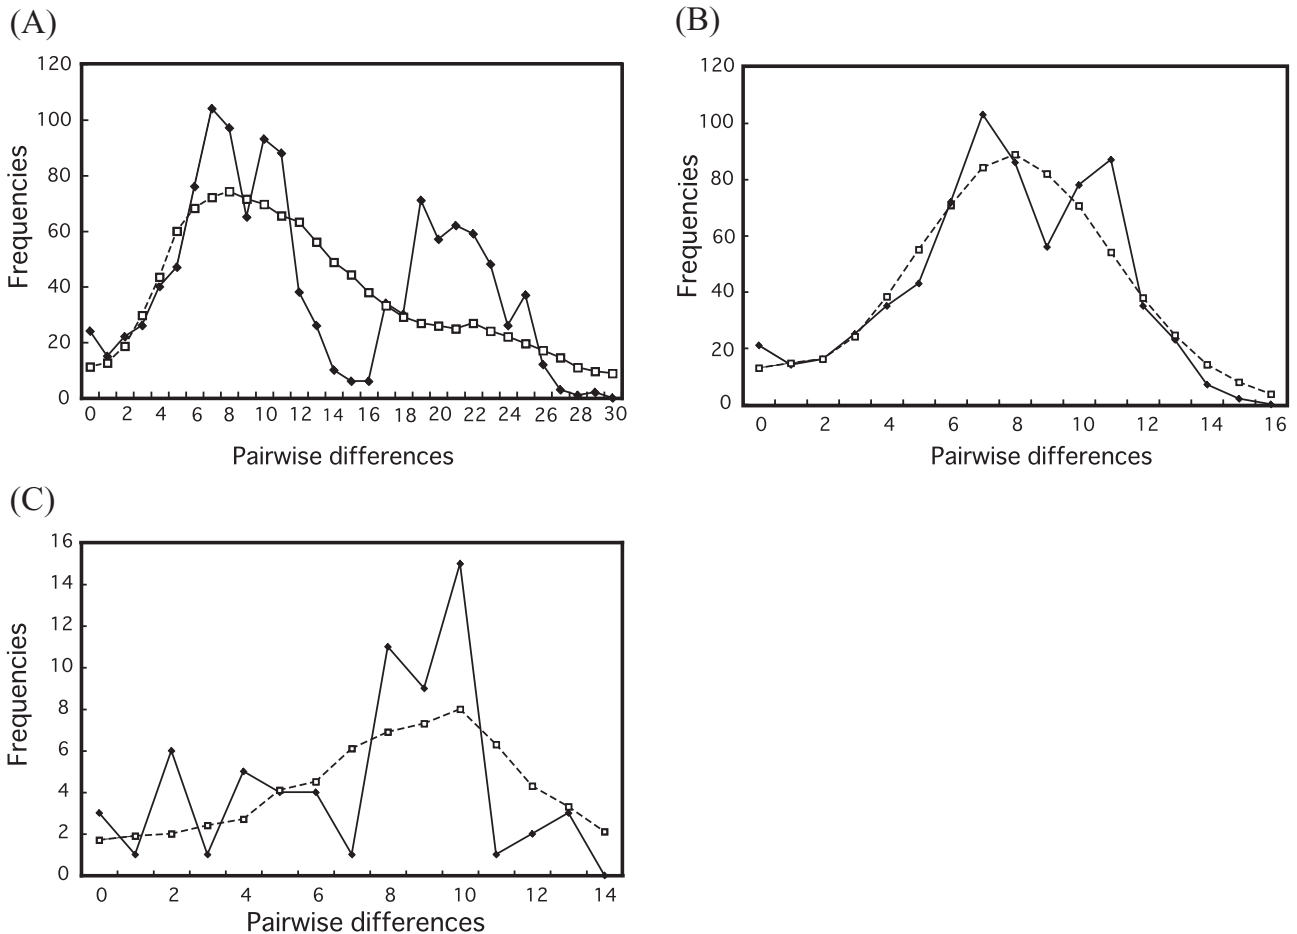 (A)
120
100
80
60
40
20
0
Frequencies
0 2 4 6 8 10 12 14 16 18 20 22 24 26 28 30
Pairwise differences
(B)
120
100
80
60
40
20
0
Frequencies
0 2 4 6 8 10 12 14 16
Pairwise differences
(C)
16
14
12
10
8
6
4
2
0
Frequencies
0 2 4 6 8 10 12 14
Pairwise differences